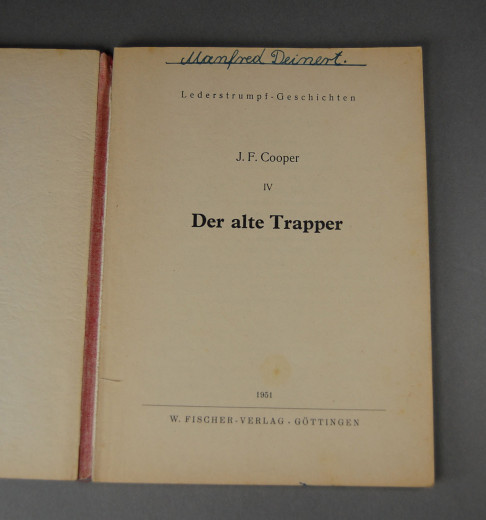 Manfred Deinert.
Lederstrumpf-Geschichten
J. F. Cooper
IV
Der alte Trapper
1951
W. FISCHER-VERLAG · GÖTTINGEN